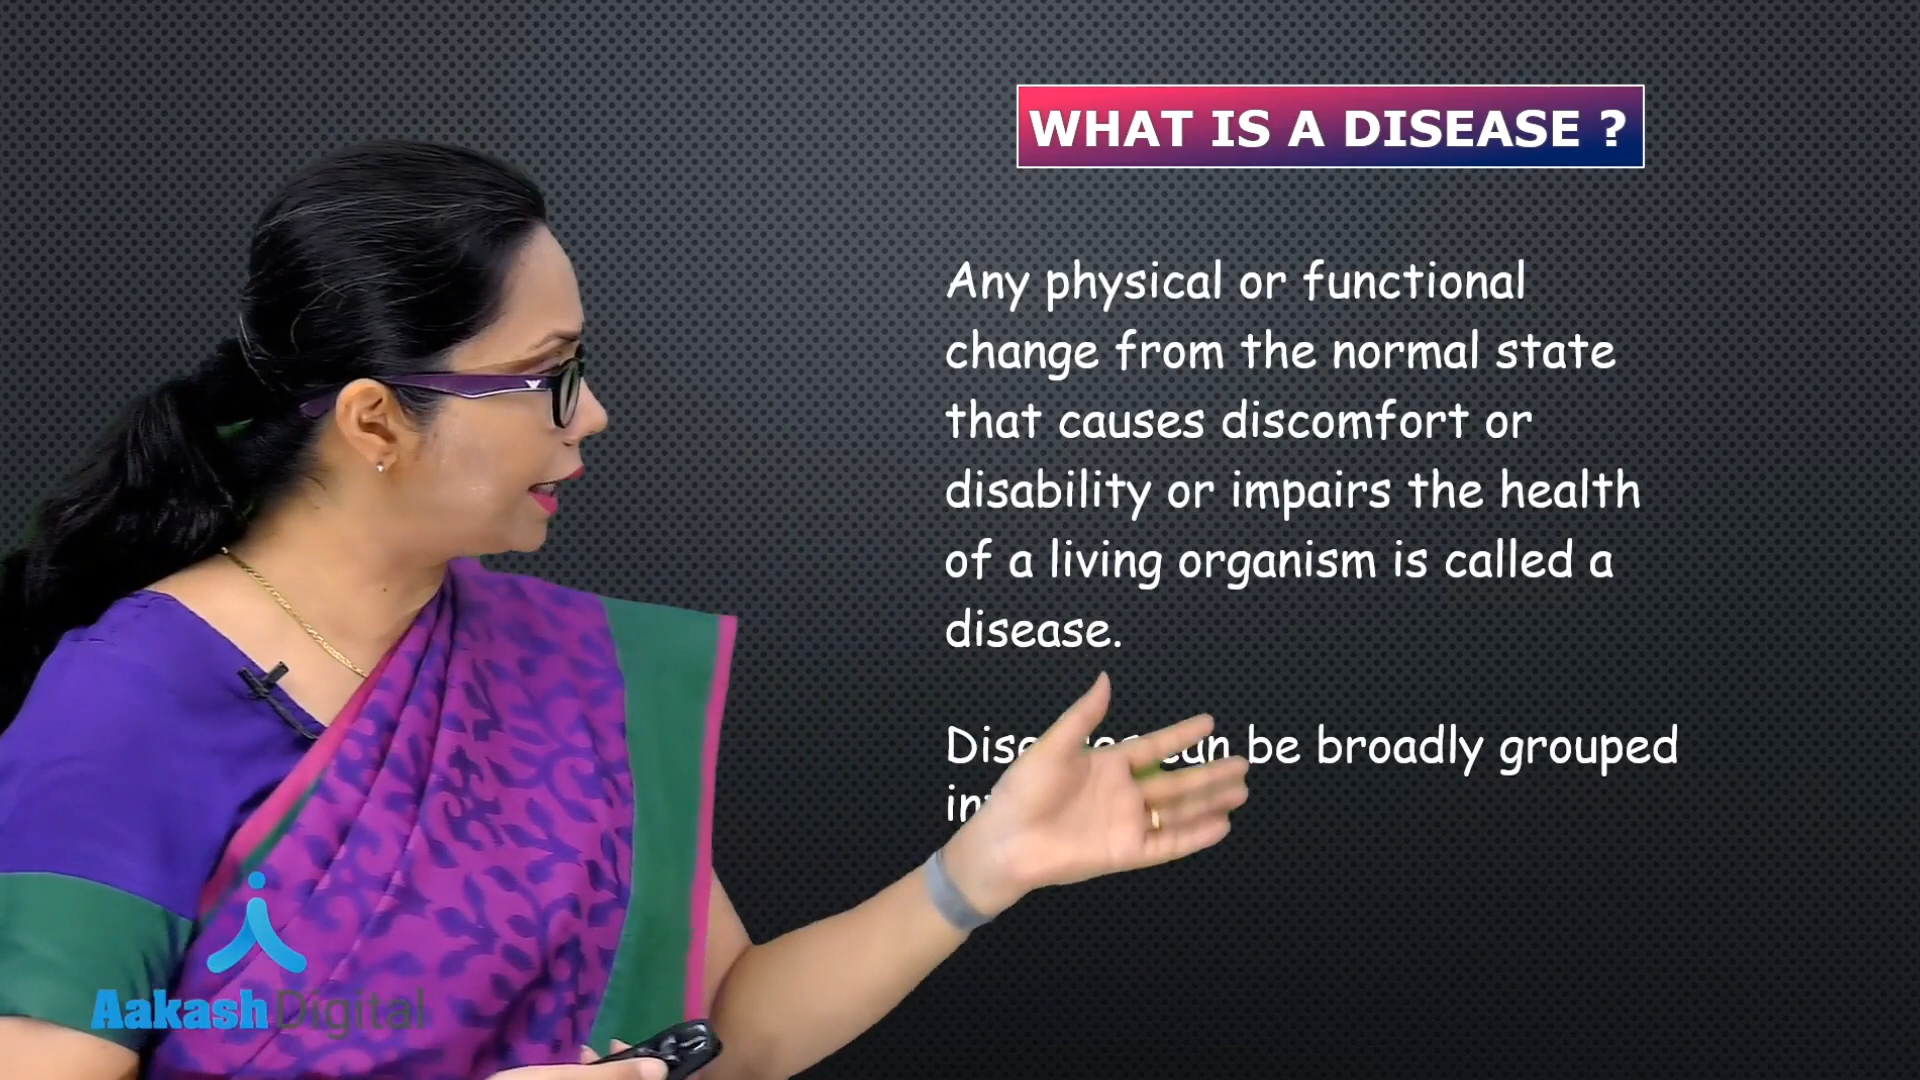 WHAT IS A DISEASE ?
Any physical or functional
change from the normal state
that causes discomfort or
disability or impairs the health
of a living organism is called a
disease.
be broadly grouped
Aakash Digital